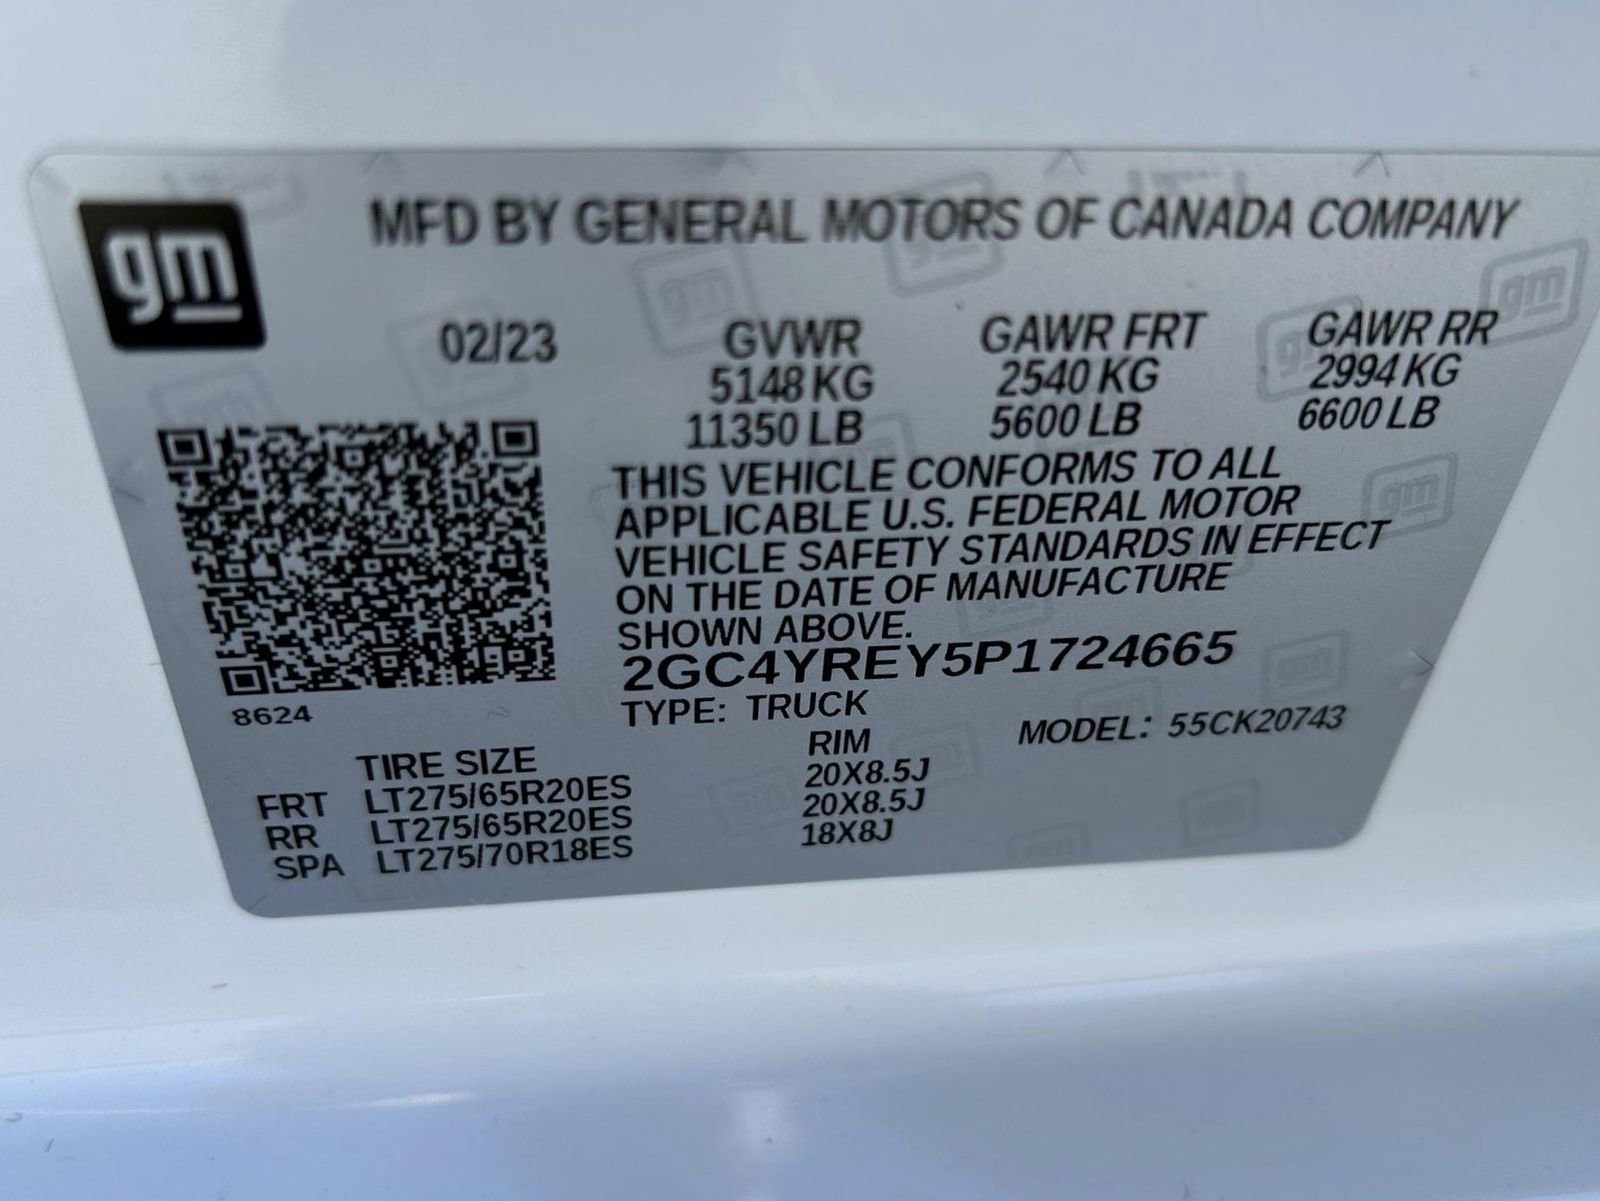 gm
MFD BY GENERAL MOTORS OF CANADA COMPANY
02/23 GVWR GAWR FRT GAWR RR
5148 KG 2540 KG 2994 KG
11350 LB 5600 LB 6600 LB
THIS VEHICLE CONFORMS TO ALL
APPLICABLE U.S. FEDERAL MOTOR
VEHICLE SAFETY STANDARDS IN EFFECT
ON THE DATE OF MANUFACTURE
SHOWN ABOVE.
2GC4YREY5P1724665
8624
TYPE: TRUCK MODEL: 55CK20743
TIRE SIZE RIM
FRT LT275/65R20ES 20X8.5J
RR LT275/65R20ES 20X8.5J
SPA LT275/70R18ES 18X8J